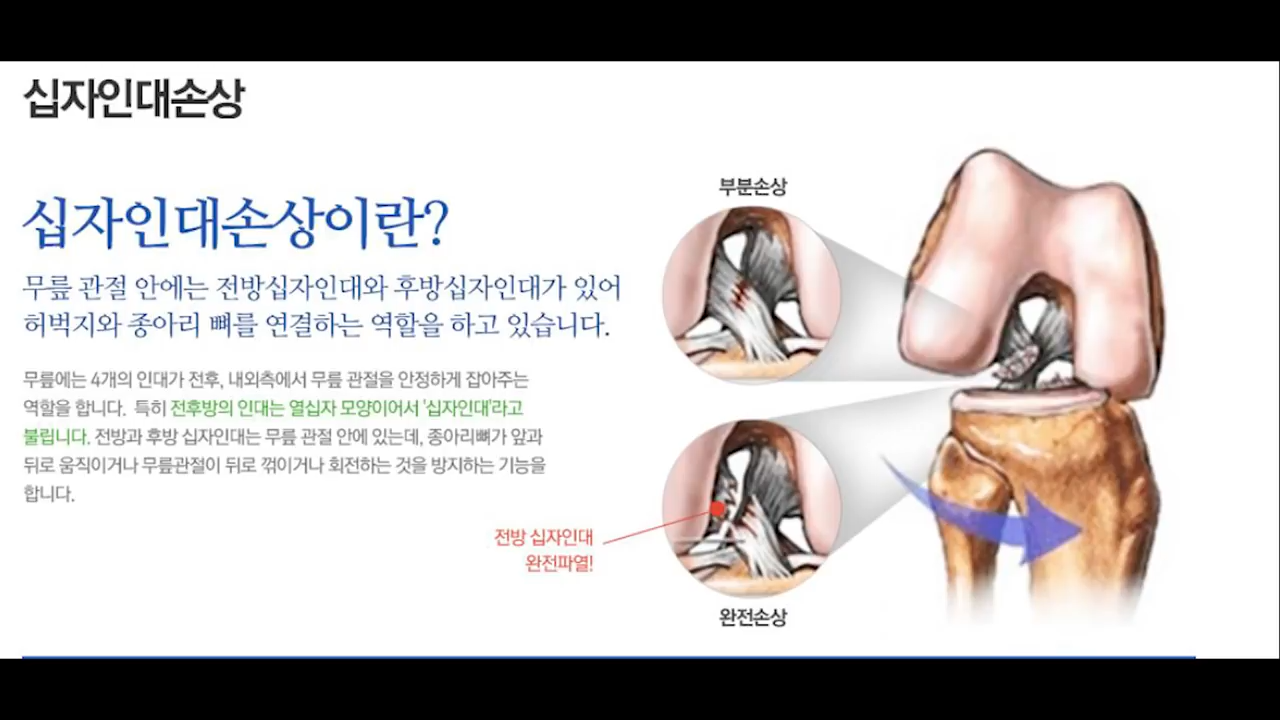 십자인대손상
십자인대손상이란?
무릎 관절 안에는 전방십자인대와 후방십자인대가 있어
허벅지와 종아리 뼈를 연결하는 역할을 하고 있습니다.
무릎에는 4개의 인대가 전후, 내외측에서 무릎 관절을 안정하게 잡아주는
역할을 합니다. 특히 전후방의 인대는 열십자 모양이어서 '십자인대'라고
불립니다. 전방과 후방 십자인대는 무릎 관절 안에 있는데, 종아리뼈가 앞과
뒤로 움직이거나 무릎관절이 뒤로 꺾이거나 회전하는 것을 방지하는 기능을
합니다.
부분손상
전방 십자인대
완전파열!
완전손상